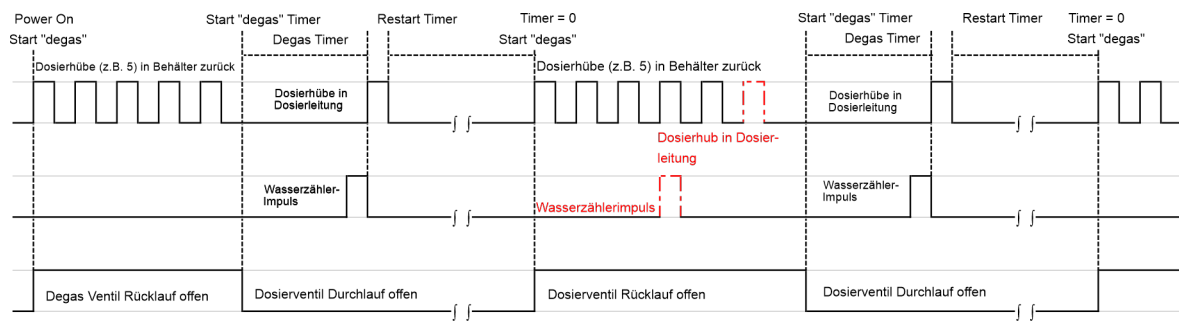 Power On
Start "degas" Timer
Restart Timer
Timer = 0
Start "degas" Timer
Restart Timer
Timer = 0
Start "degas"
Degas Timer
Start "degas"
Degas Timer
Start "degas"
Dosierhübe (z.B. 5) in Behälter zurück
Dosierhübe (z.B. 5) in Behälter zurück
Dosierhübe in
Dosierleitung
Dosierhübe in
Dosierleitung
Dosierhub in Dosier-
leitung
Wasserzähler-
Impuls
Wasserzählerimpuls
Wasserzähler-
Impuls
Degas Ventil Rücklauf offen
Dosierventil Durchlauf offen
Dosierventil Rücklauf offen
Dosierventil Durchlauf offen